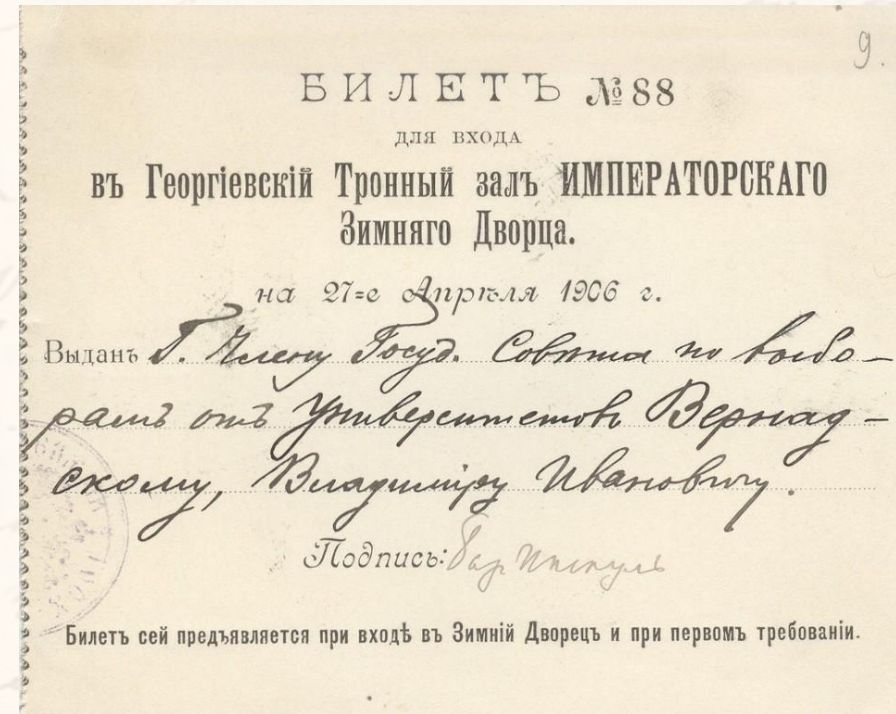 9.
БИЛЕТЪ № 88
для входа
въ Георгіевскій Тронный залъ ИМПЕРАТОРСКАГО
Зимняго Дворца.
на 27=е Апрѣля 1906 г.
Выданъ Г. Члену Госуд. Совѣта по выбо-
рамъ отъ Университетовъ Вернад-
скому, Владиміру Ивановичу.
Подпись: Бар. Икскуль
Билетъ сей предъявляется при входѣ въ Зимній Дворецъ и при первомъ требованіи.